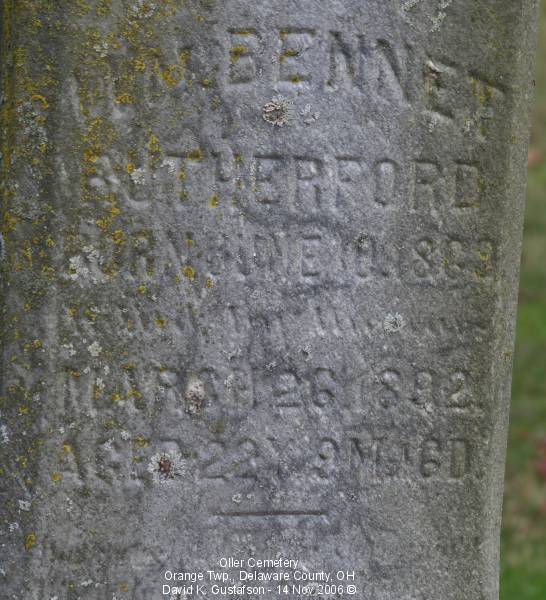 WM. BENNET
RUTHERFORD
BORN JUNE 10, 1869
MARCH 26, 1892.
AGED 22Y. 9M. 16D.
Oller Cemetery
Orange Twp., Delaware County, OH
David K. Gustafson - 14 Nov 2006 ©